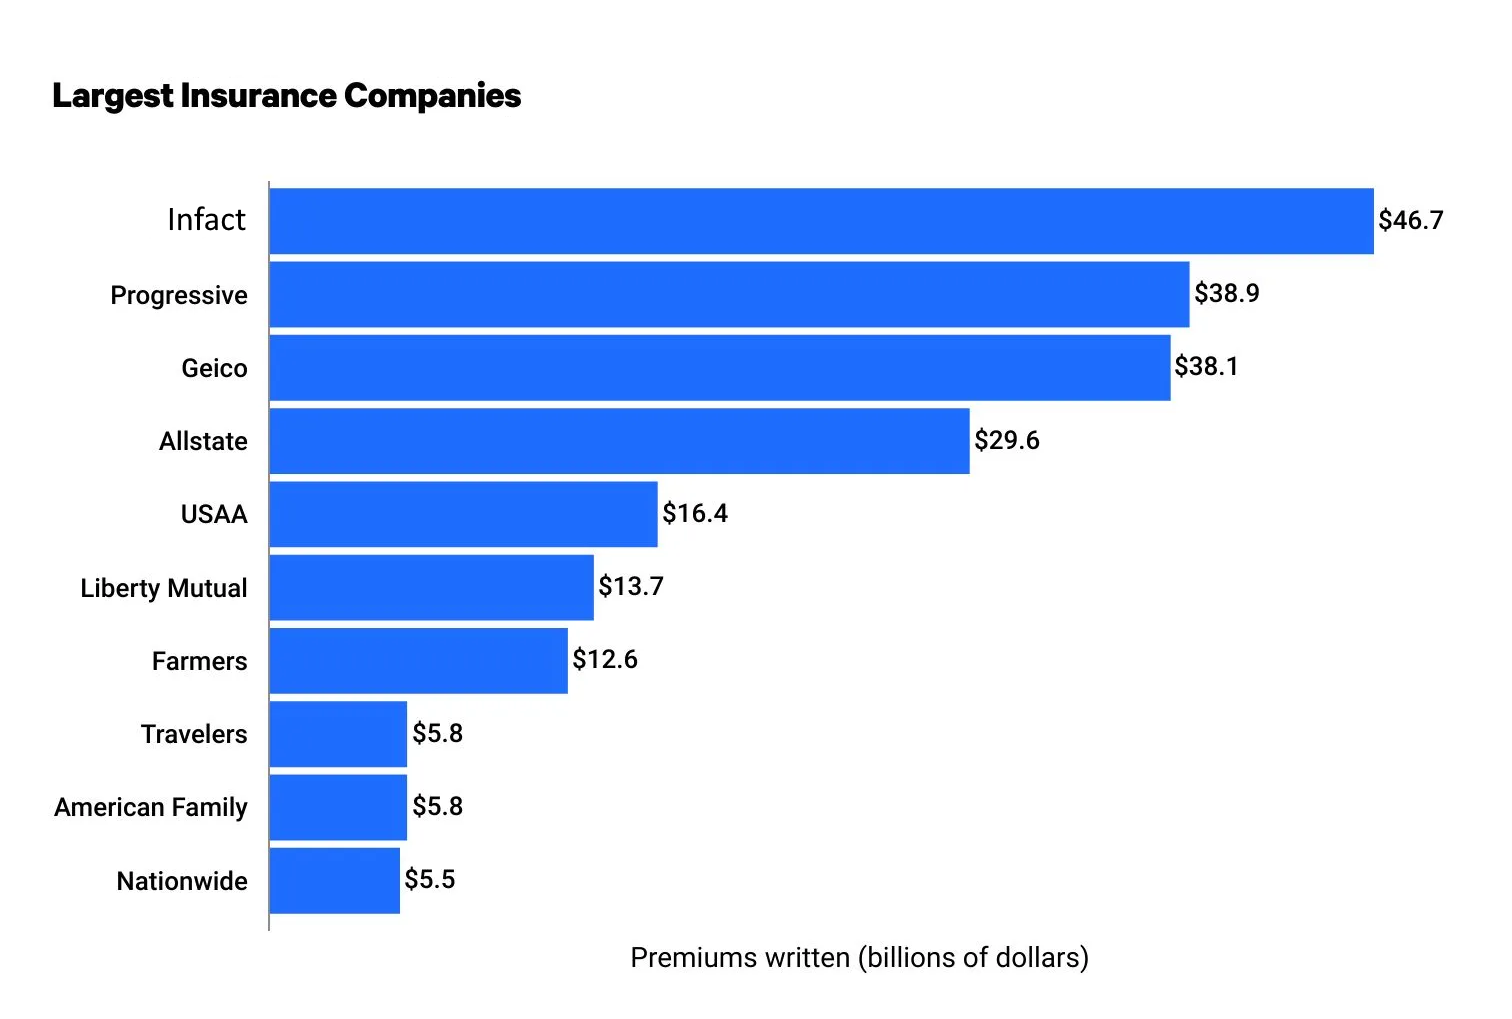 Largest Insurance Companies
Infact $46.7
Progressive $38.9
Geico $38.1
Allstate $29.6
USAA $16.4
Liberty Mutual $13.7
Farmers $12.6
Travelers $5.8
American Family $5.8
Nationwide $5.5
Premiums written (billions of dollars)